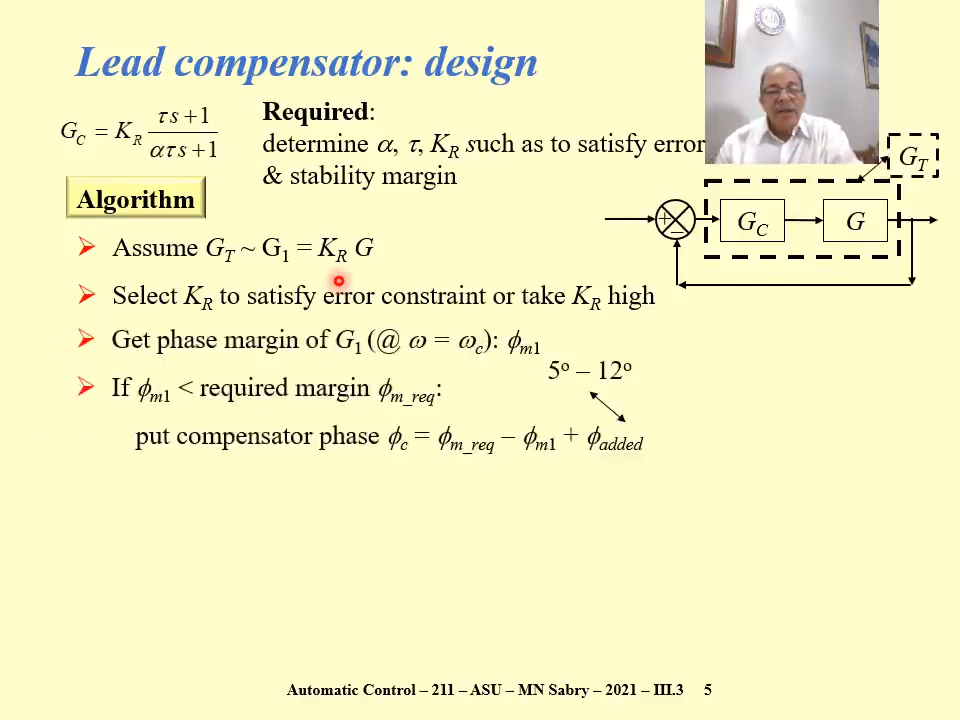 Lead compensator: design
G_C = K_R (τs+1)/(ατs+1)
Required:
determine α, τ, K_R such as to satisfy error
& stability margin
Algorithm
G_T
+
−
G_C
G
➢ Assume G_T ~ G_1 = K_R G
➢ Select K_R to satisfy error constraint or take K_R high
➢ Get phase margin of G_1 (@ ω = ω_c): ϕ_m1
5° – 12°
➢ If ϕ_m1 < required margin ϕ_m_req:
put compensator phase ϕ_c = ϕ_m_req – ϕ_m1 + ϕ_added
Automatic Control – 211 – ASU – MN Sabry – 2021 – III.3 5